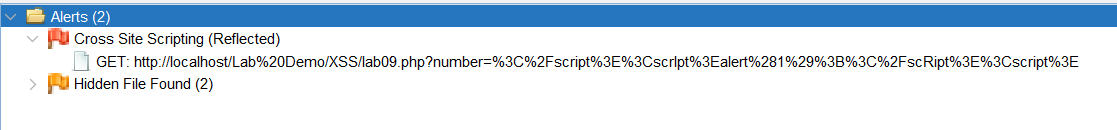 Alerts (2)
Cross Site Scripting (Reflected)
GET: http://localhost/Lab%20Demo/XSS/lab09.php?number=%3C%2Fscript%3E%3CscrIpt%3Ealert%281%29%3B%3C%2FscRipt%3E%3Cscript%3E
Hidden File Found (2)